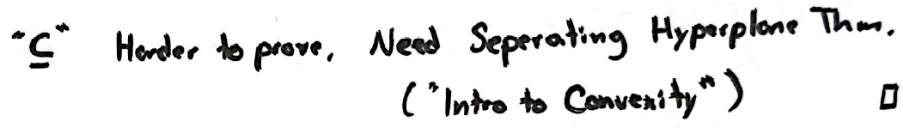 "⊆" Harder to prove. Need Seperating Hyperplane Thm.
("Intro to Convexity") □